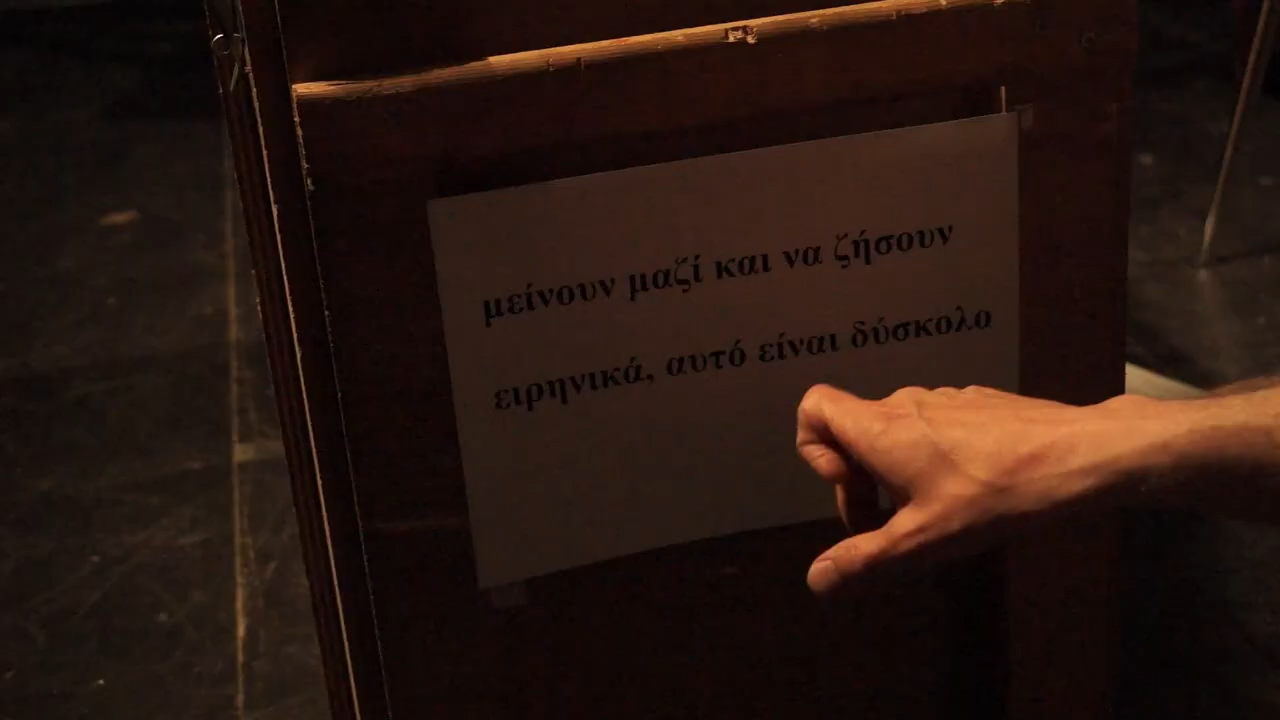 μείνουν μαζί και να ζήσουν
ειρηνικά, αυτό είναι δύσκολο